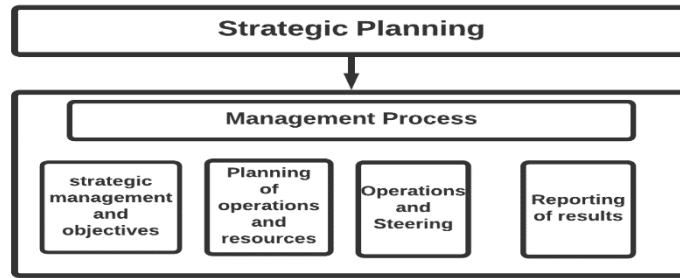 Strategic Planning
Management Process
strategic
management
and
objectives
Planning
of
operations
and
resources
Operations
and
Steering
Reporting
of results